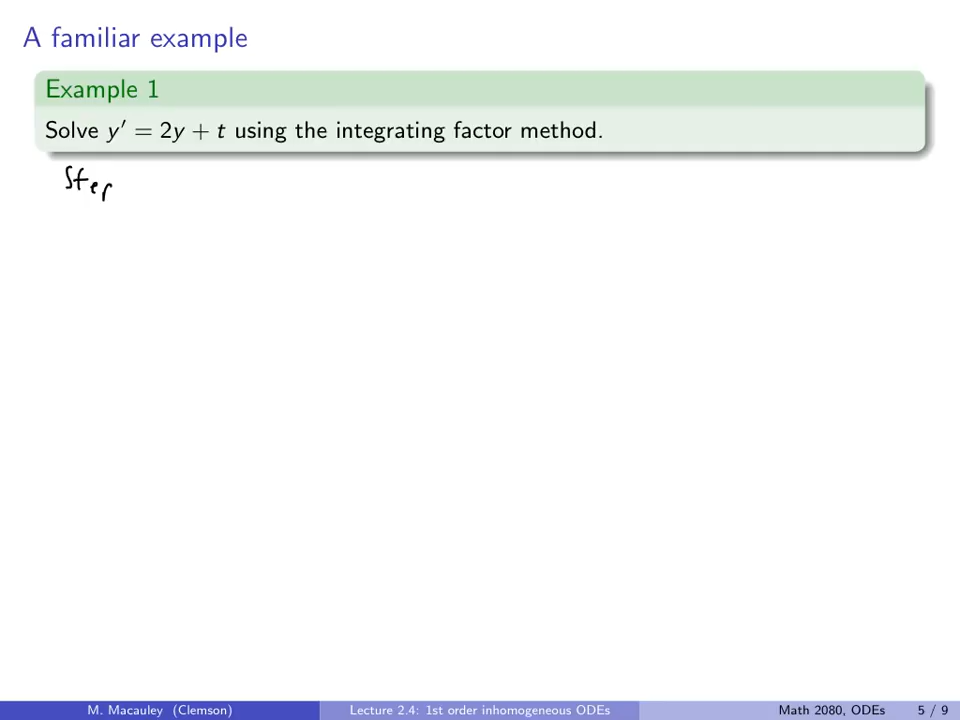 A familiar example
Example 1
Solve y′ = 2y + t using the integrating factor method.
Step
M. Macauley (Clemson) Lecture 2.4: 1st order inhomogeneous ODEs Math 2080, ODEs 5 / 9